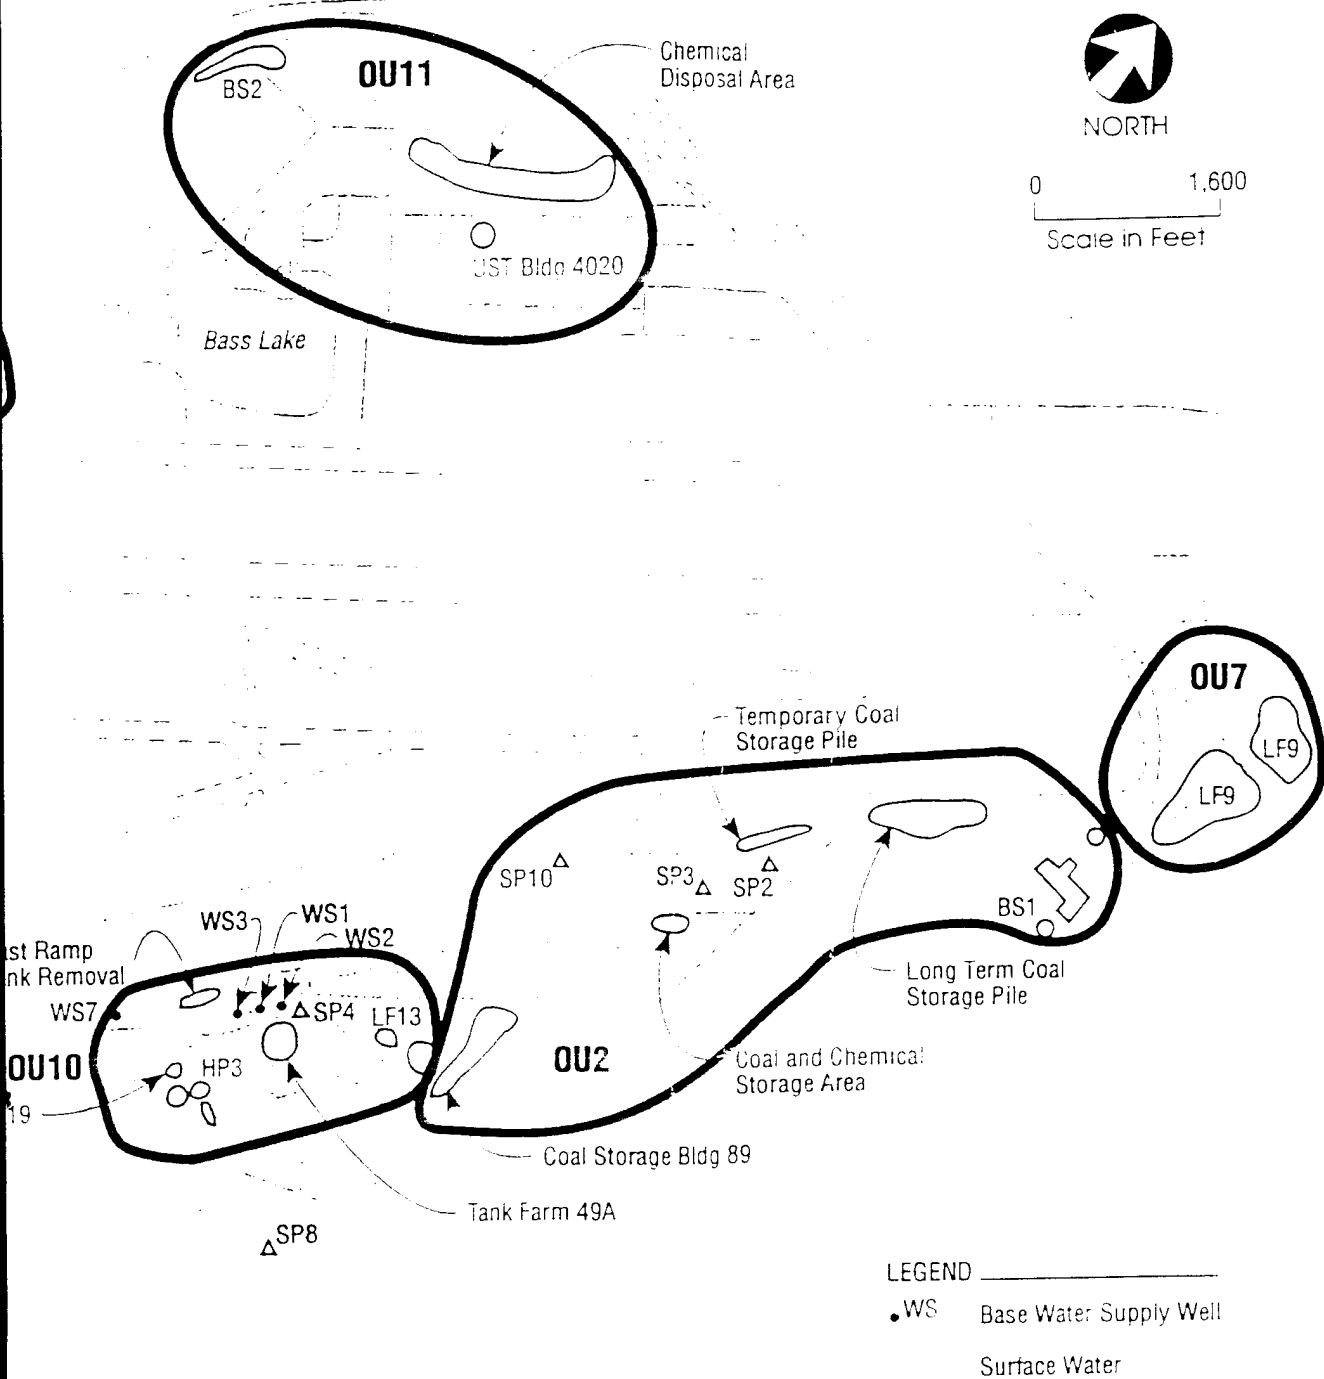 OU11
BS2
Chemical
Disposal Area
NORTH
0 1,600
Scale in Feet
UST Bldg 4020
Bass Lake
OU7
LF9
LF9
Temporary Coal
Storage Pile
SP10
SP3
SP2
BS1
WS3
WS1
WS2
Ramp
Removal
WS7
SP4
LF13
Long Term Coal
Storage Pile
OU10
HP3
OU2
Coal and Chemical
Storage Area
19
Coal Storage Bldg 89
Tank Farm 49A
SP8
LEGEND
WS Base Water Supply Well
Surface Water